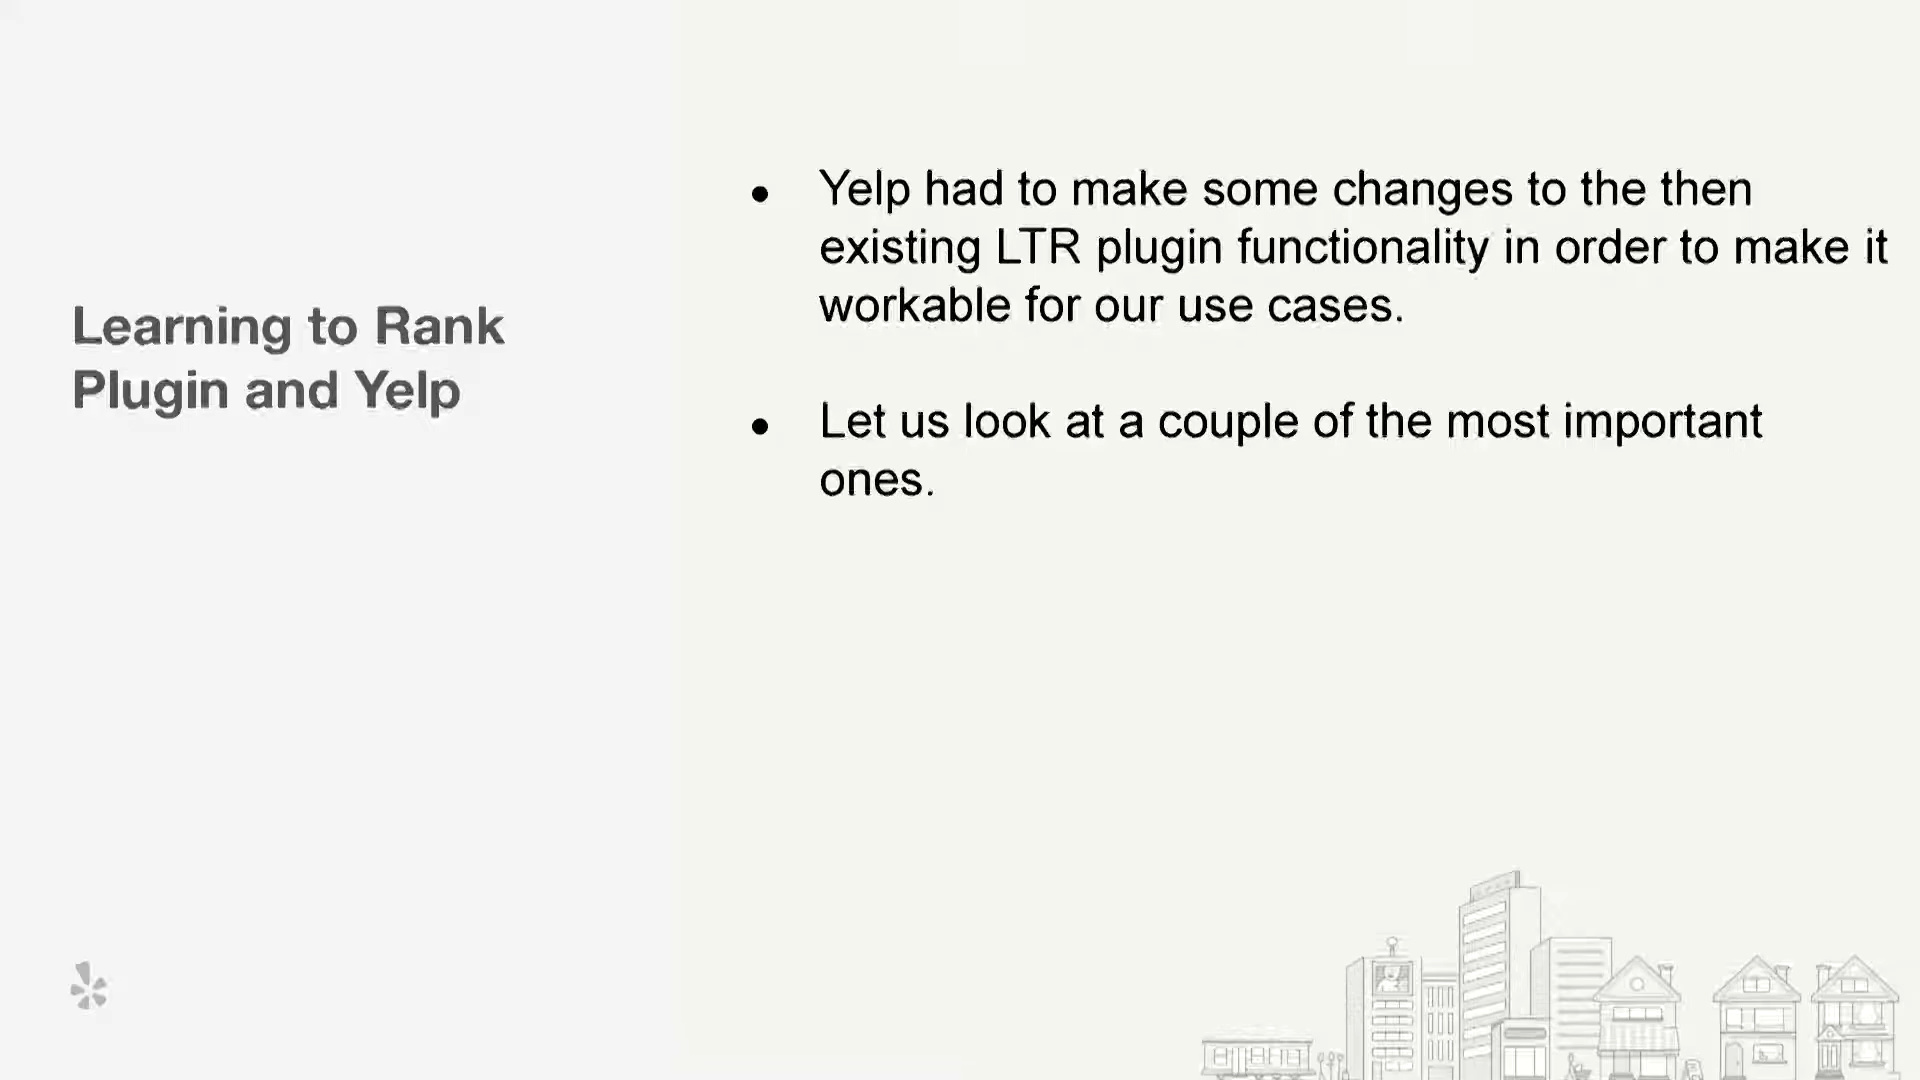 Learning to Rank
Plugin and Yelp
● Yelp had to make some changes to the then
existing LTR plugin functionality in order to make it
workable for our use cases.
● Let us look at a couple of the most important
ones.